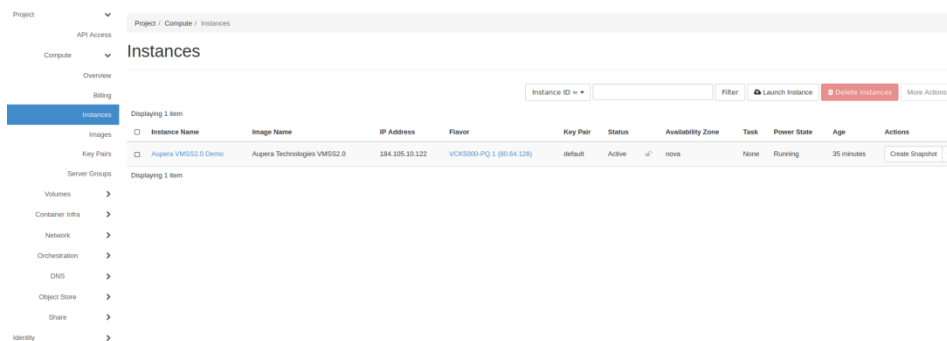 Project
API Access
Compute
Overview
Billing
Instances
Images
Key Pairs
Server Groups
Volumes
Container Infra
Network
Orchestration
DNS
Object Store
Share
Identity
Project / Compute / Instances
Instances
Instance ID = Filter Launch Instance Delete Instances More Actions
Displaying 1 item
Instance Name Image Name IP Address Flavor Key Pair Status Availability Zone Task Power State Age Actions
Aupera VMSS2.0 Demo Aupera Technologies VMSS2.0 184.105.10.122 VCK5000-PQ.1 (80.64.128) default Active nova None Running 35 minutes Create Snapshot
Displaying 1 item